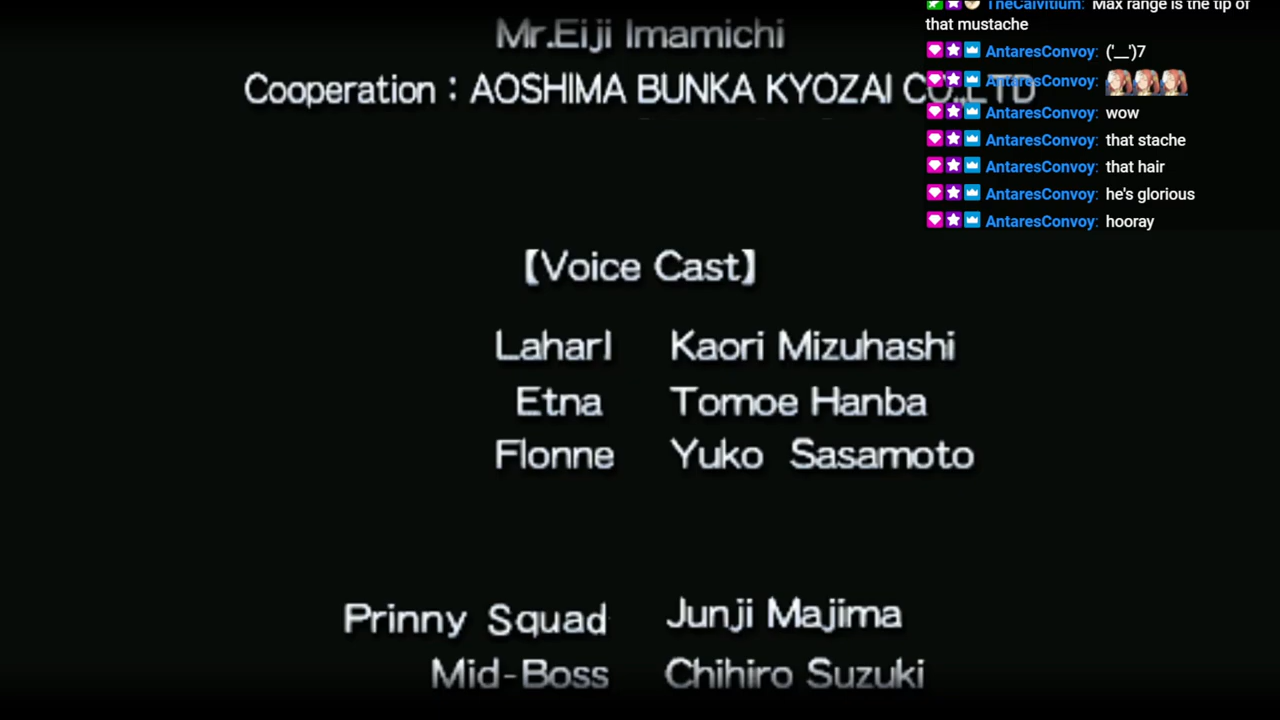 Mr.Eiji Imamichi
Cooperation : AOSHIMA BUNKA KYOZAI CO.,LTD
【Voice Cast】
Laharl Kaori Mizuhashi
Etna Tomoe Hanba
Flonne Yuko Sasamoto
Prinny Squad Junji Majima
Mid-Boss Chihiro Suzuki
TheCalvitium: Max range is the tip of
that mustache
AntaresConvoy: ('__')7
AntaresConvoy:
AntaresConvoy: wow
AntaresConvoy: that stache
AntaresConvoy: that hair
AntaresConvoy: he's glorious
AntaresConvoy: hooray